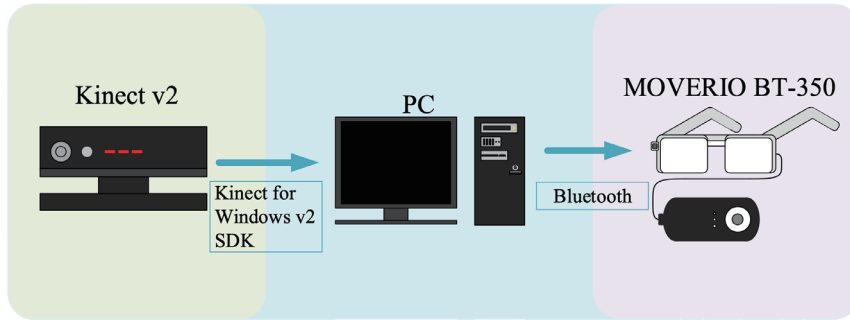 Kinect v2
PC
MOVERIO BT-350
Kinect for
Windows v2
SDK
Bluetooth